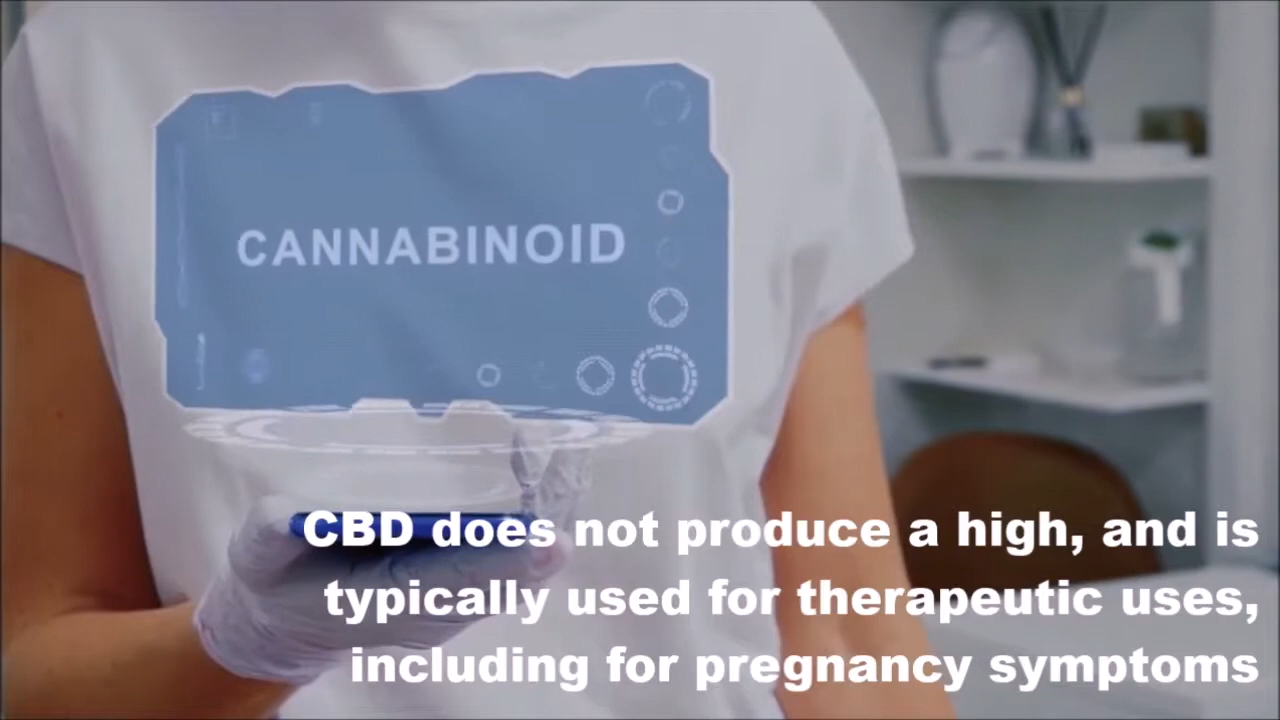 CANNABINOID
CBD does not produce a high, and is
typically used for therapeutic uses,
including for pregnancy symptoms